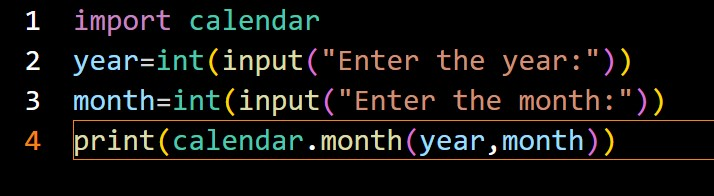 1 import calendar
2 year=int(input("Enter the year:"))
3 month=int(input("Enter the month:"))
4 print(calendar.month(year,month))